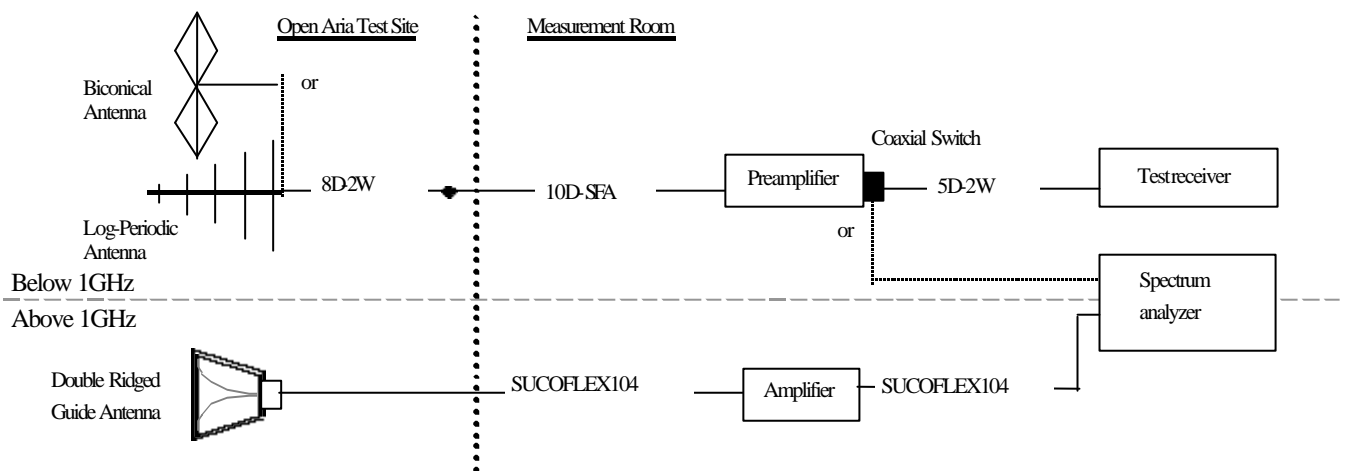 Open Aria Test Site
Measurement Room
Biconical
Antenna
or
Coaxial Switch
8D-2W
10D-SFA
Preamplifier
5D-2W
Testreceiver
Log-Periodic
Antenna
or
Below 1GHz
Spectrum
analyzer
Above 1GHz
Double Ridged
Guide Antenna
SUCOFLEX104
Amplifier
SUCOFLEX104